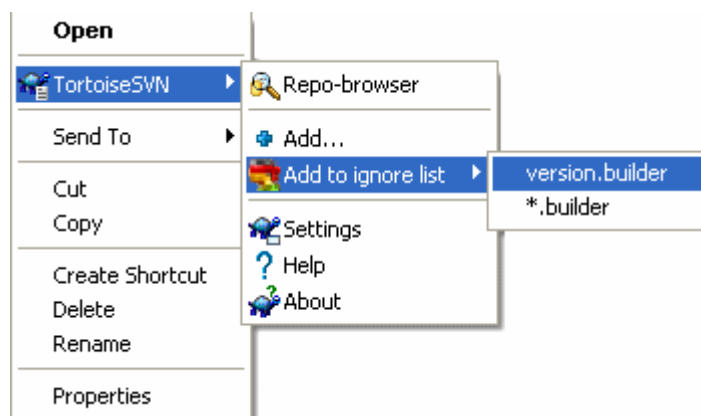 Open
TortoiseSVN
Send To
Cut
Copy
Create Shortcut
Delete
Rename
Properties
Repo-browser
Add...
Add to ignore list
Settings
Help
About
version.builder
*.builder